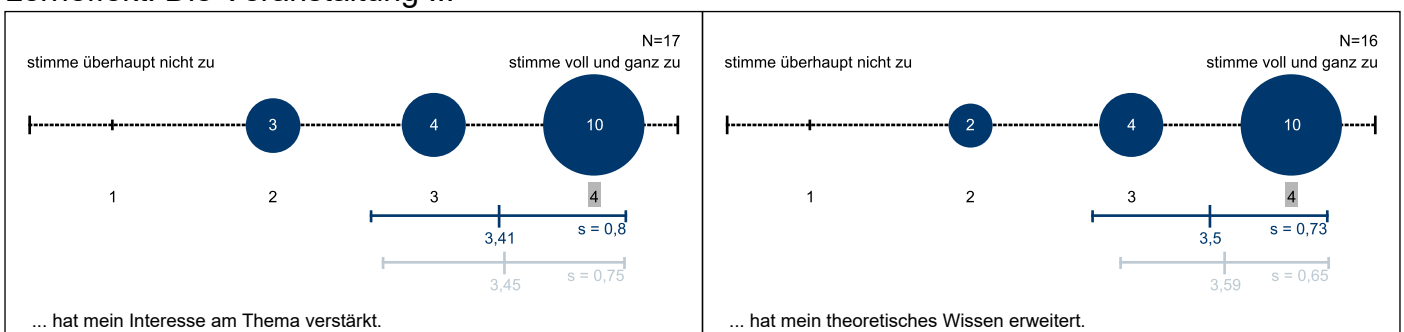 N=17
stimme überhaupt nicht zu stimme voll und ganz zu
3 4 10
1 2 3 4
s = 0,8
3,41
s = 0,75
3,45
... hat mein Interesse am Thema verstärkt.
N=16
stimme überhaupt nicht zu stimme voll und ganz zu
2 4 10
1 2 3 4
s = 0,73
3,5
s = 0,65
3,59
... hat mein theoretisches Wissen erweitert.